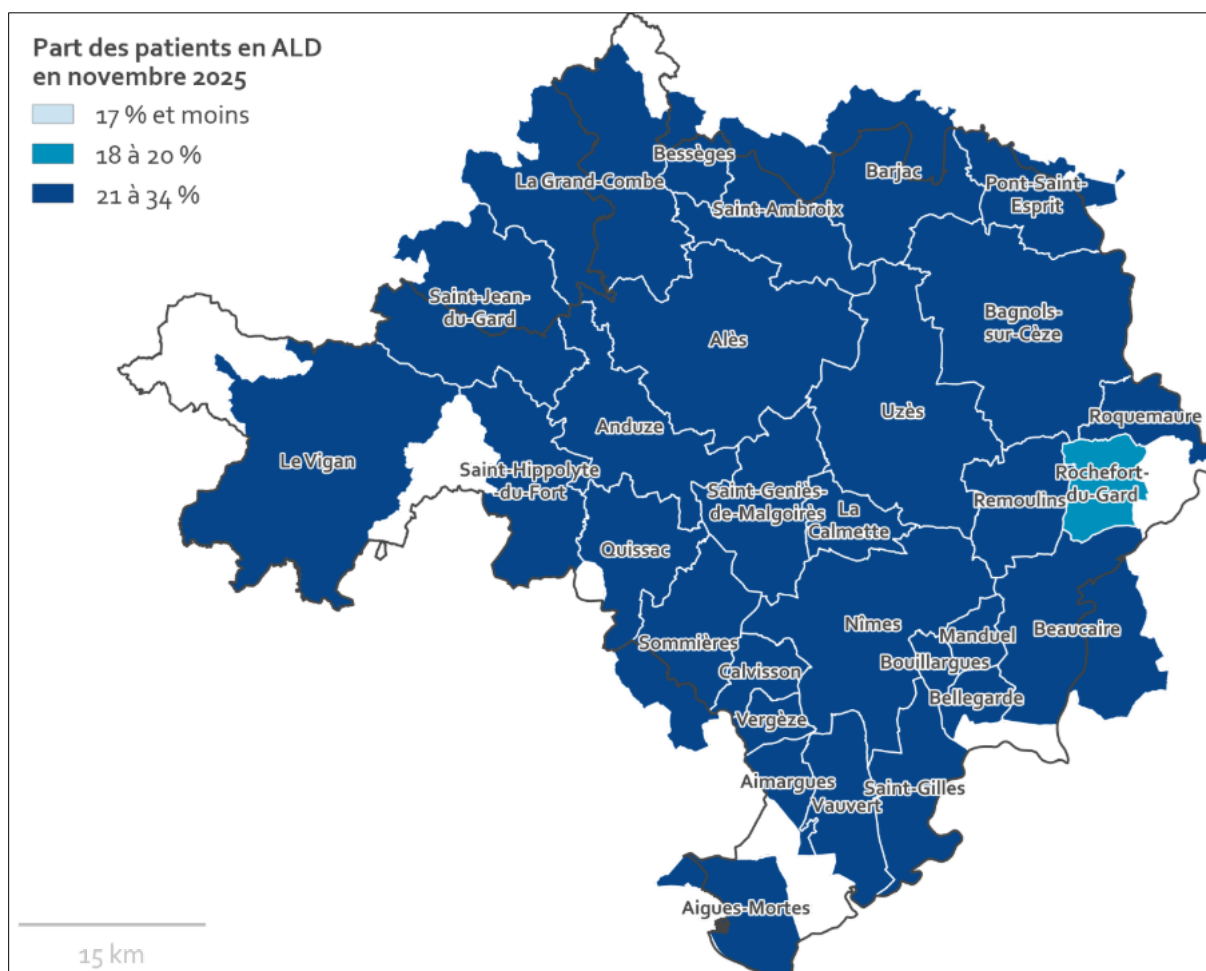 Part des patients en ALD
en novembre 2025
17 % et moins
18 à 20 %
21 à 34 %
Bessèges
Barjac
La Grand-Combe
Pont-Saint-
Esprit
Saint-Ambroix
Saint-Jean-
du-Gard
Bagnols-
sur-Cèze
Alès
Uzès
Roquemaure
Anduze
Le Vigan
Saint-Hippolyte
-du-Fort
Rochefort-
du-Gard
Saint-Geniès-
de-Malgoirès
Remoulins
La
Calmette
Quissac
Nîmes
Manduel
Beaucaire
Sommières
Bouillargues
Calvisson
Bellegarde
Vergèze
Aimargues
Saint-Gilles
Vauvert
Aigues-Mortes
15 km